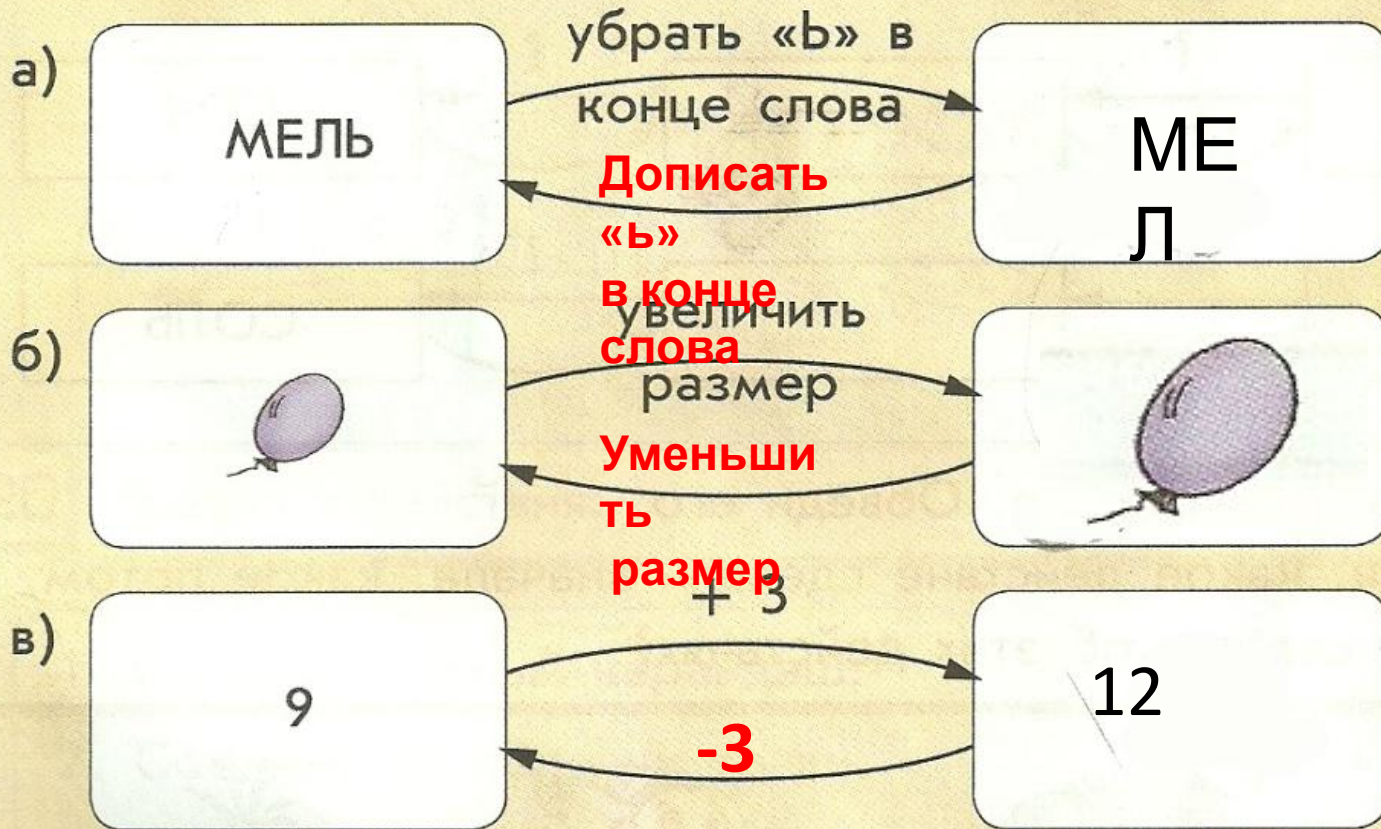 а)
МЕЛЬ
убрать «Ь» в
конце слова
Дописать
«ь»
в конце
слова
МЕ
Л
б)
увеличить
размер
Уменьши
ть
размер
в)
9
+ 3
-3
12